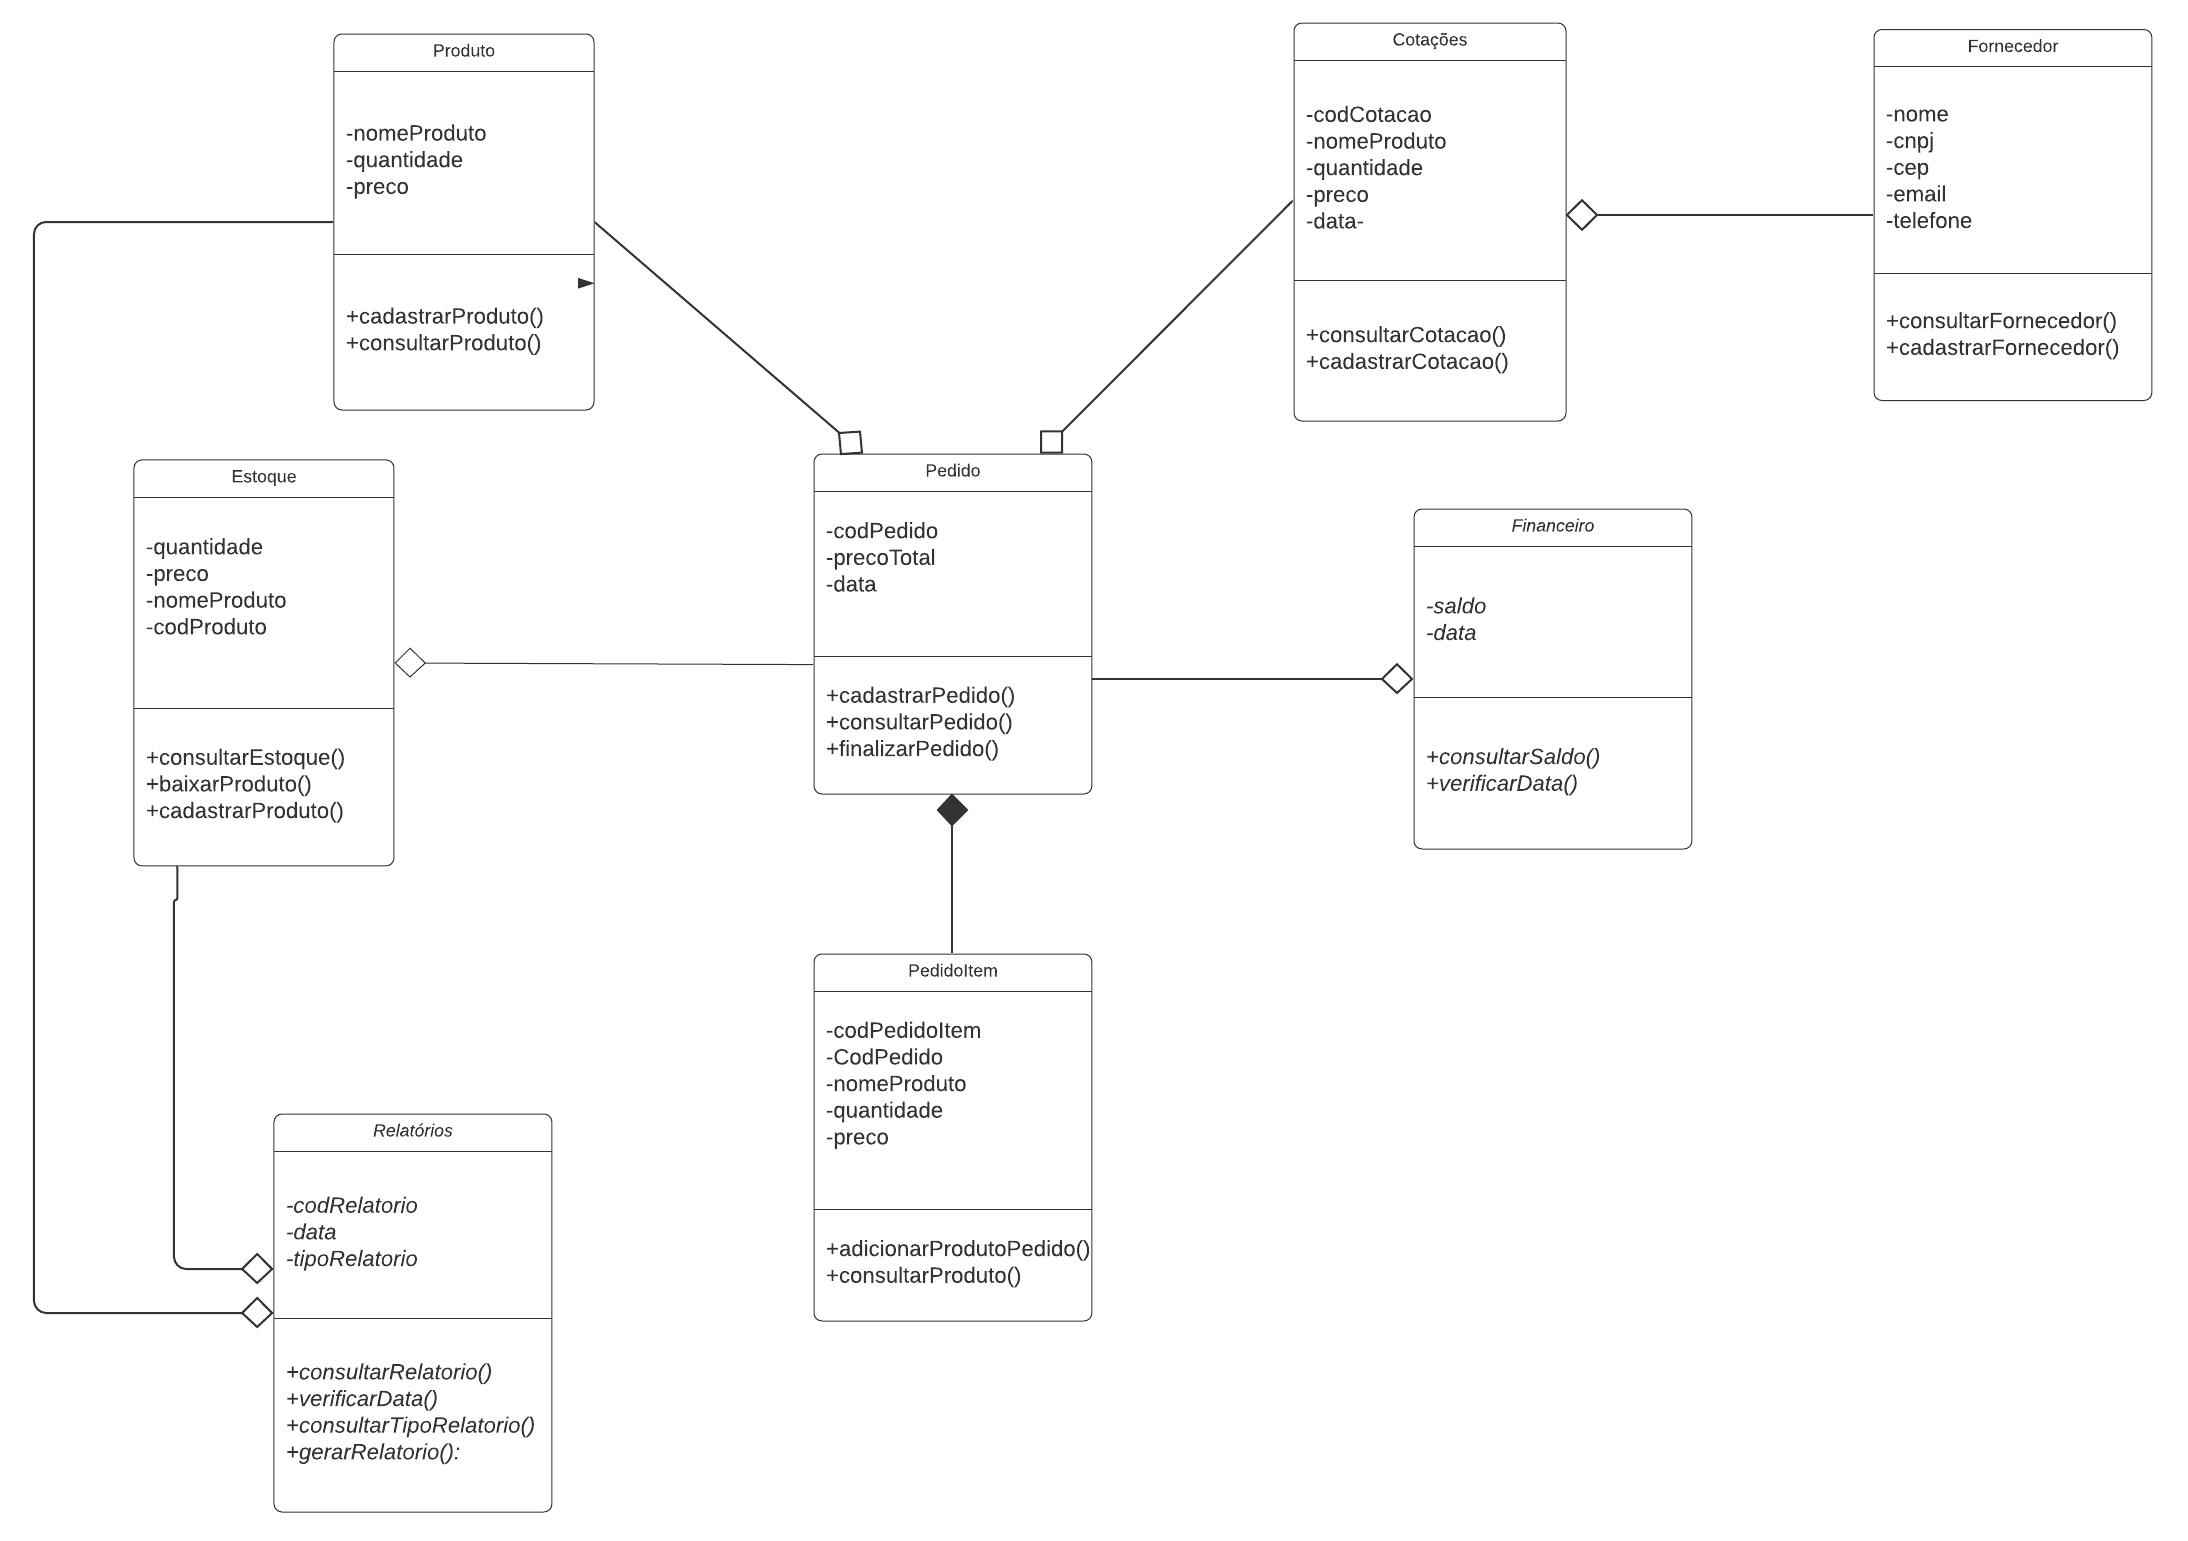 Produto
-nomeProduto
-quantidade
-preco
+cadastrarProduto()
+consultarProduto()
Cotações
-codCotacao
-nomeProduto
-quantidade
-preco
-data-
+consultarCotacao()
+cadastrarCotacao()
Fornecedor
-nome
-cnpj
-cep
-email
-telefone
+consultarFornecedor()
+cadastrarFornecedor()
Estoque
-quantidade
-preco
-nomeProduto
-codProduto
+consultarEstoque()
+baixarProduto()
+cadastrarProduto()
Pedido
-codPedido
-precoTotal
-data
+cadastrarPedido()
+consultarPedido()
+finalizarPedido()
Financeiro
-saldo
-data
+consultarSaldo()
+verificarData()
PedidoItem
-codPedidoItem
-CodPedido
-nomeProduto
-quantidade
-preco
+adicionarProdutoPedido()
+consultarProduto()
Relatórios
-codRelatorio
-data
-tipoRelatorio
+consultarRelatorio()
+verificarData()
+consultarTipoRelatorio()
+gerarRelatorio():